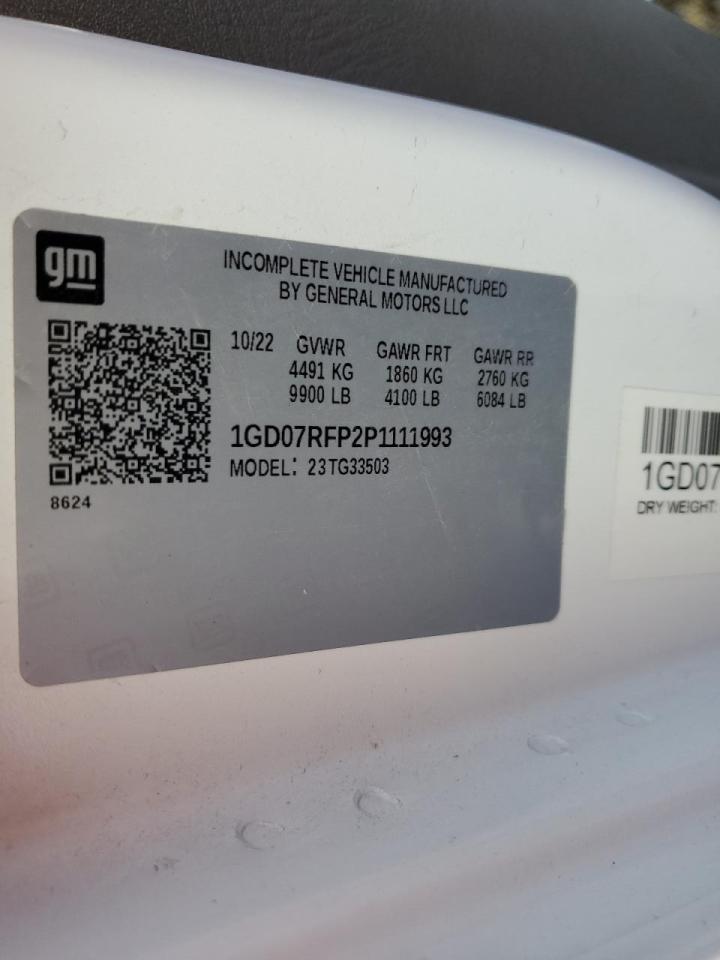 gm
INCOMPLETE VEHICLE MANUFACTURED
BY GENERAL MOTORS LLC
10/22 GVWR GAWR FRT GAWR RR
4491 KG 1860 KG 2760 KG
9900 LB 4100 LB 6084 LB
1GD07RFP2P1111993
MODEL: 23TG33503
8624
1GD07
DRY WEIGHT: